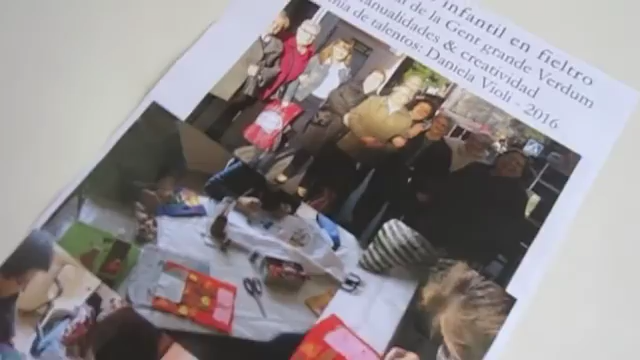 infantil en fieltro
de la Gent grande Verdum
manualidades & creatividad
de talentos: Daniela Violi - 2016